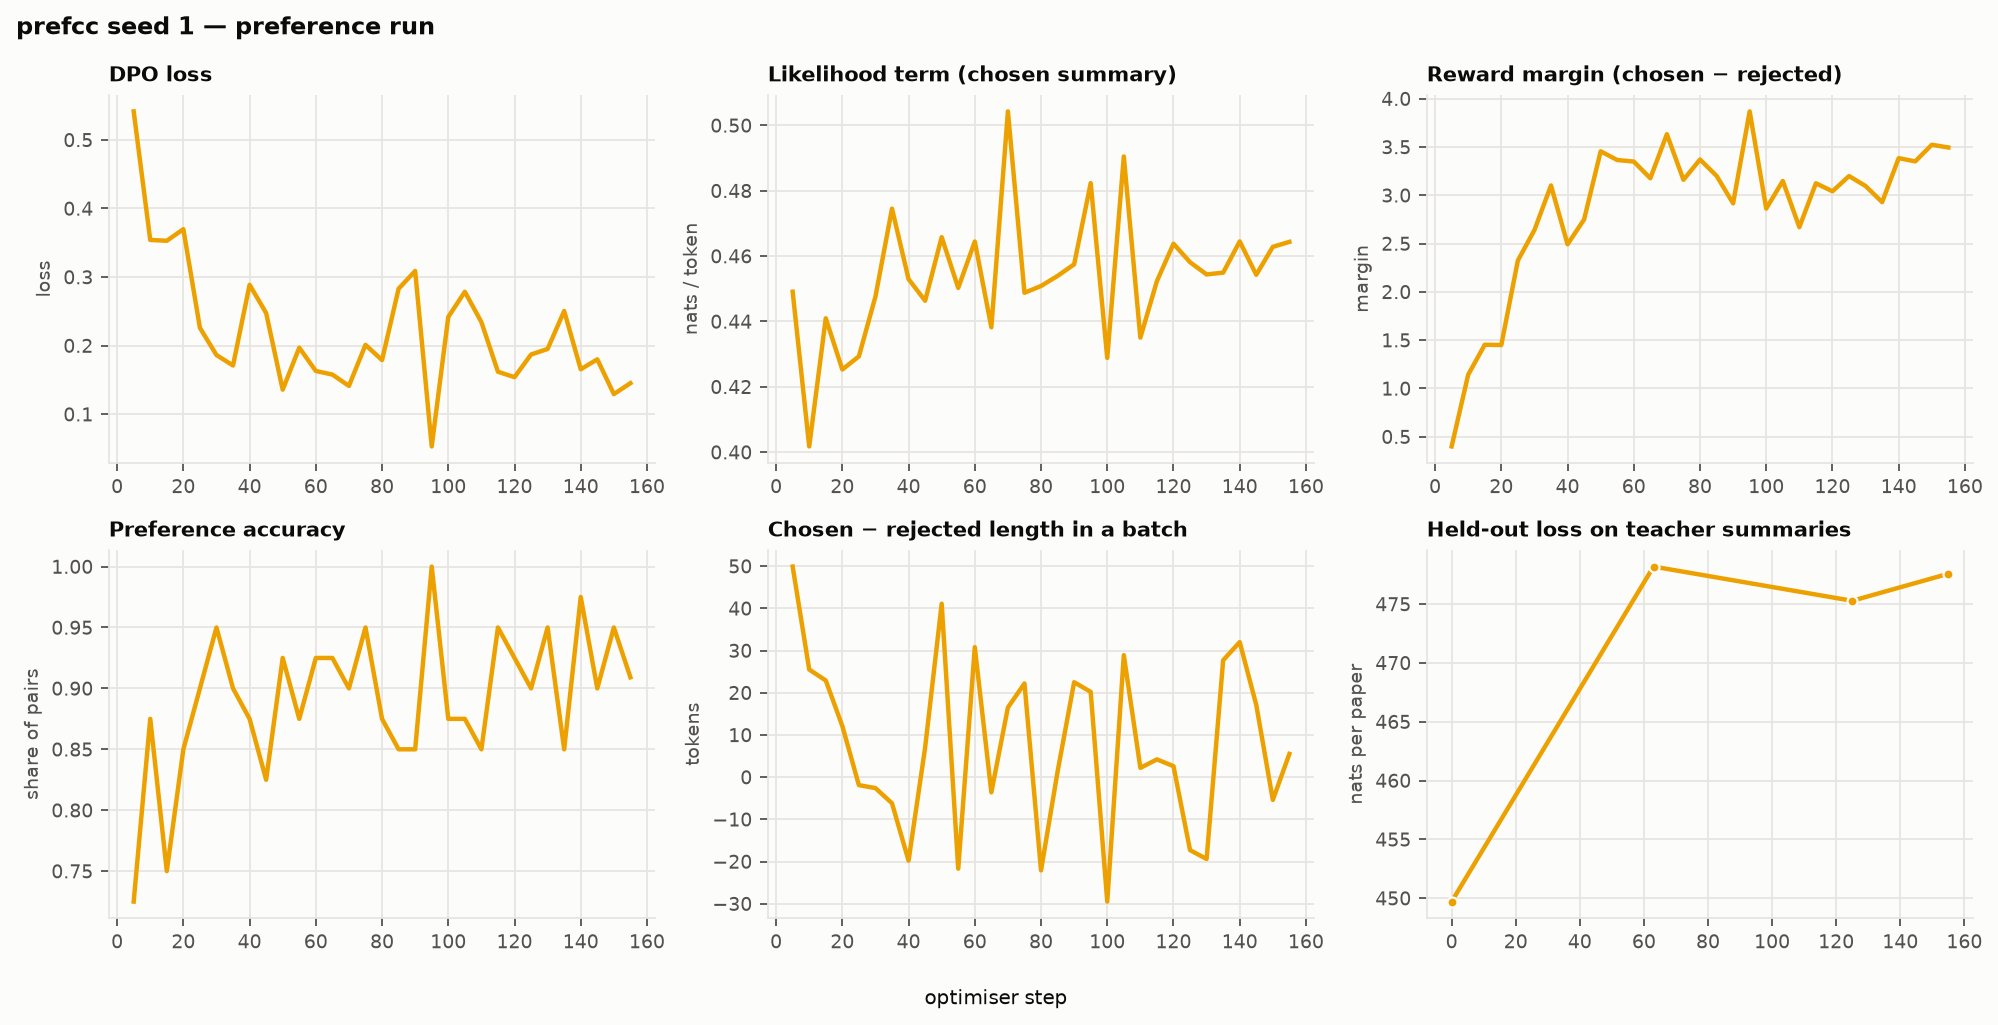 prefcc seed 1 — preference run
DPO loss
loss
0.5
0.4
0.3
0.2
0.1
0 20 40 60 80 100 120 140 160
Likelihood term (chosen summary)
nats / token
0.50
0.48
0.46
0.44
0.42
0.40
0 20 40 60 80 100 120 140 160
Reward margin (chosen − rejected)
margin
4.0
3.5
3.0
2.5
2.0
1.5
1.0
0.5
0 20 40 60 80 100 120 140 160
Preference accuracy
share of pairs
1.00
0.95
0.90
0.85
0.80
0.75
0 20 40 60 80 100 120 140 160
Chosen − rejected length in a batch
tokens
50
40
30
20
10
0
−10
−20
−30
0 20 40 60 80 100 120 140 160
Held-out loss on teacher summaries
nats per paper
475
470
465
460
455
450
0 20 40 60 80 100 120 140 160
optimiser step